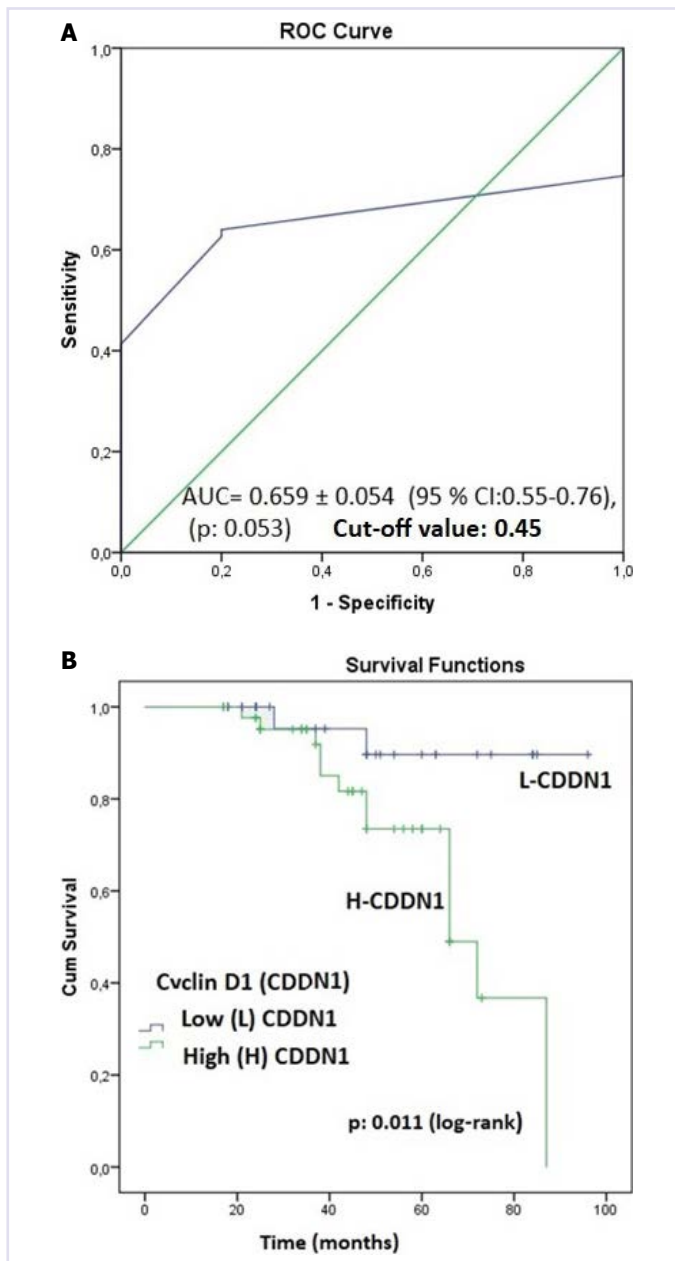 A
ROC Curve
1,0
0,8
0,6
0,4
0,2
0,0
Sensitivity
AUC= 0.659 ± 0.054 (95 % CI:0.55-0.76),
(p: 0.053) Cut-off value: 0.45
0,0 0,2 0,4 0,6 0,8 1,0
1 - Specificity
B
Survival Functions
1,0
0,8
0,6
0,4
0,2
0,0
Cum Survival
L-CDDN1
H-CDDN1
Cvclin D1 (CDDN1)
Low (L) CDDN1
High (H) CDDN1
p: 0.011 (log-rank)
0 20 40 60 80 100
Time (months)